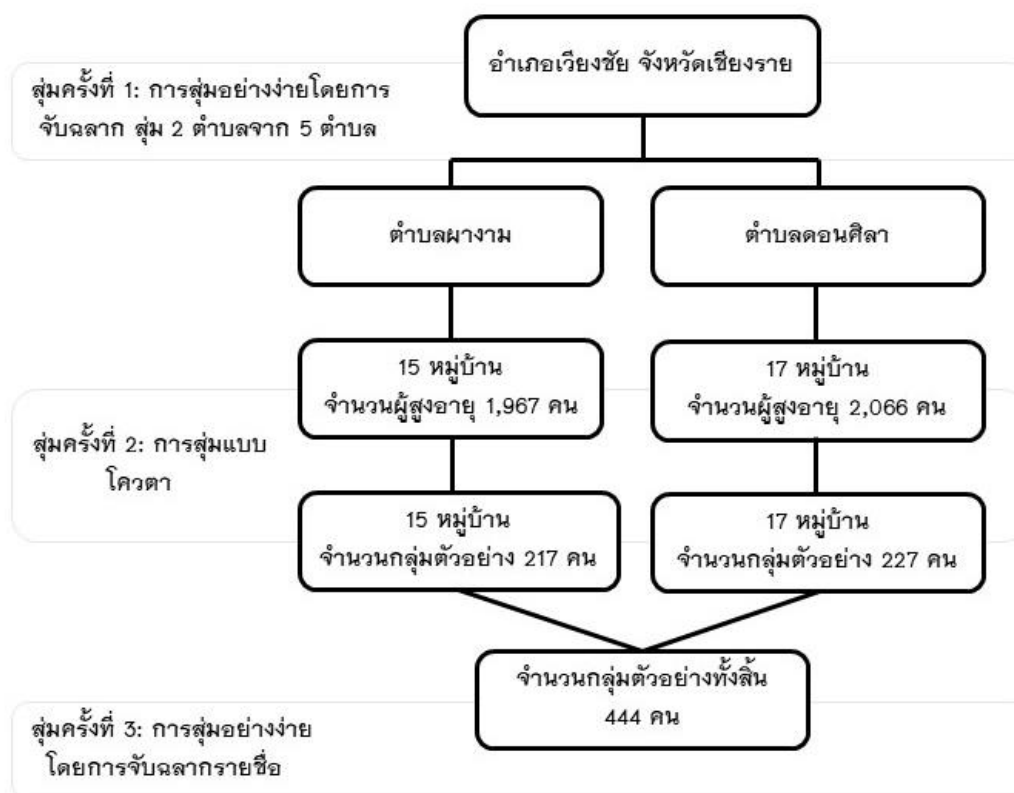 อำเภอเวียงชัย จังหวัดเชียงราย
สุ่มครั้งที่ 1: การสุ่มอย่างง่ายโดยการ
จับฉลาก สุ่ม 2 ตำบลจาก 5 ตำบล
ตำบลผางาม
ตำบลดอนศิลา
15 หมู่บ้าน
จำนวนผู้สูงอายุ 1,967 คน
17 หมู่บ้าน
จำนวนผู้สูงอายุ 2,066 คน
สุ่มครั้งที่ 2: การสุ่มแบบ
โควตา
15 หมู่บ้าน
จำนวนกลุ่มตัวอย่าง 217 คน
17 หมู่บ้าน
จำนวนกลุ่มตัวอย่าง 227 คน
จำนวนกลุ่มตัวอย่างทั้งสิ้น
444 คน
สุ่มครั้งที่ 3: การสุ่มอย่างง่าย
โดยการจับฉลากรายชื่อ